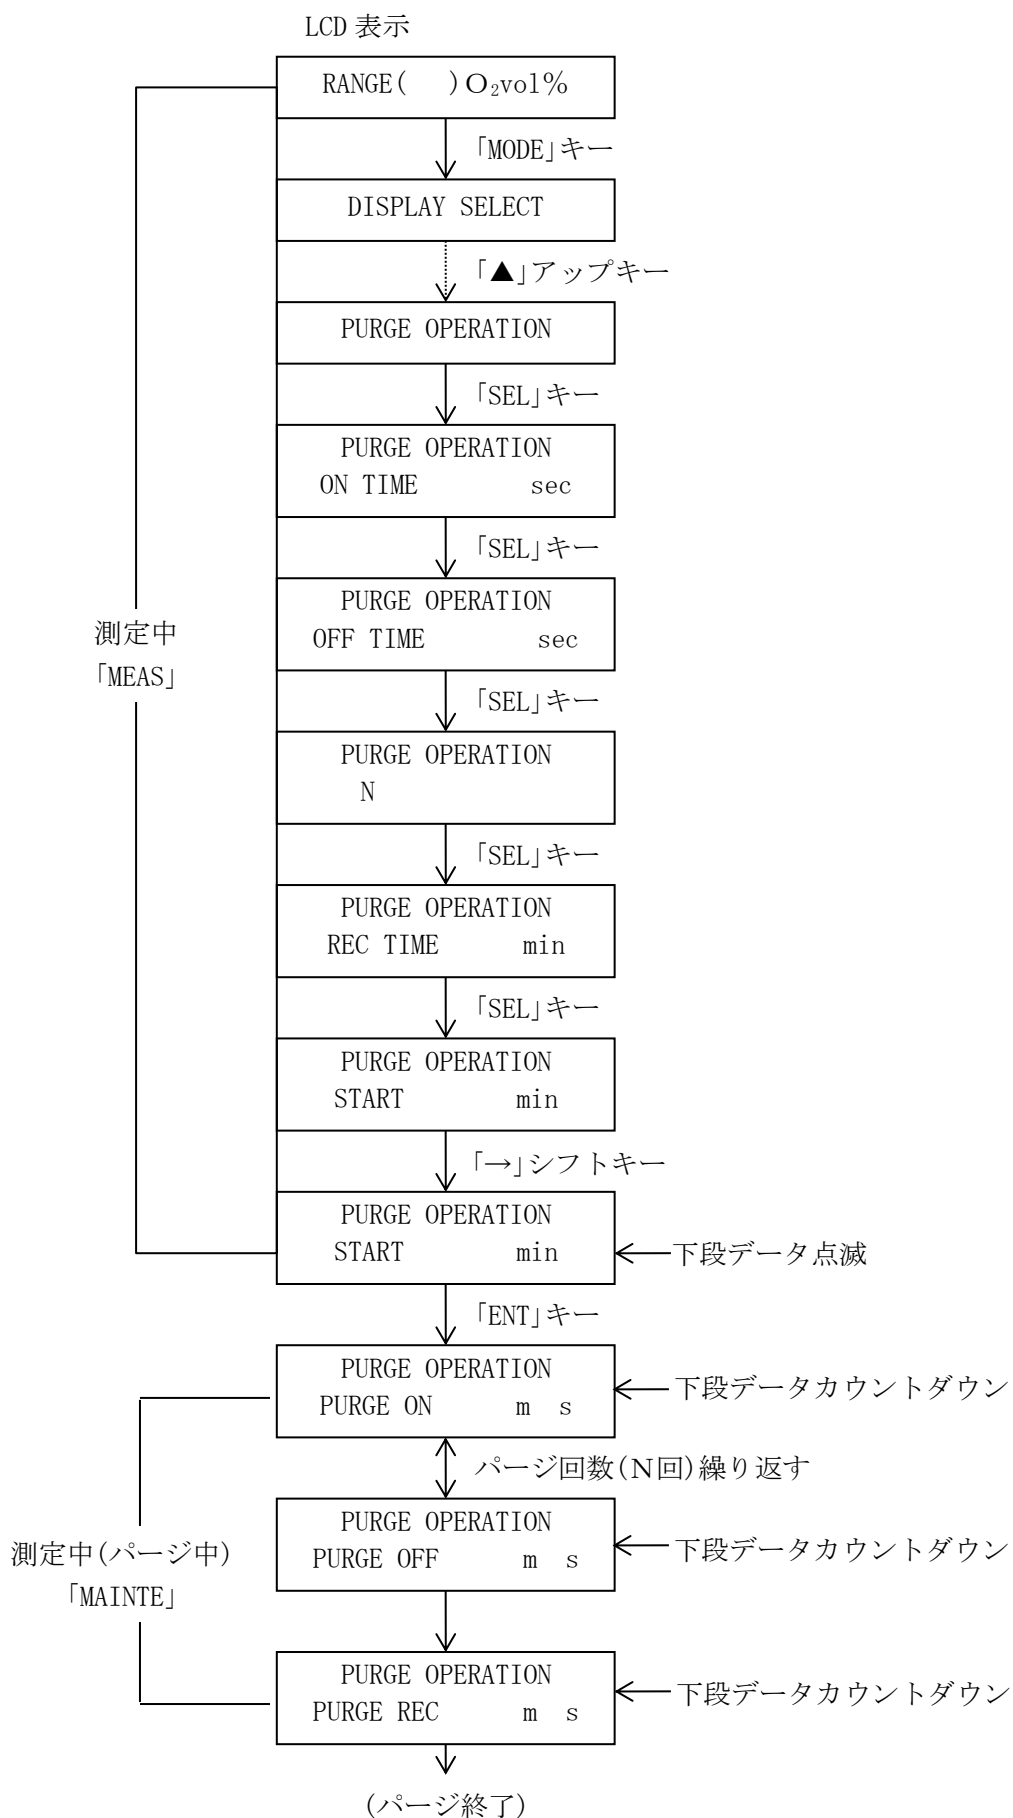 LCD 表示
RANGE(　)O₂vol%
「MODE」キー
DISPLAY SELECT
「▲」アップキー
PURGE OPERATION
「SEL」キー
PURGE OPERATION
ON TIME sec
「SEL」キー
PURGE OPERATION
OFF TIME sec
測定中
「MEAS」
「SEL」キー
PURGE OPERATION
N
「SEL」キー
PURGE OPERATION
REC TIME min
「SEL」キー
PURGE OPERATION
START min
「→」シフトキー
PURGE OPERATION
START min
下段データ点滅
「ENT」キー
PURGE OPERATION
PURGE ON m s
下段データカウントダウン
パージ回数(N回)繰り返す
PURGE OPERATION
PURGE OFF m s
下段データカウントダウン
測定中(パージ中)
「MAINTE」
PURGE OPERATION
PURGE REC m s
下段データカウントダウン
(パージ終了)